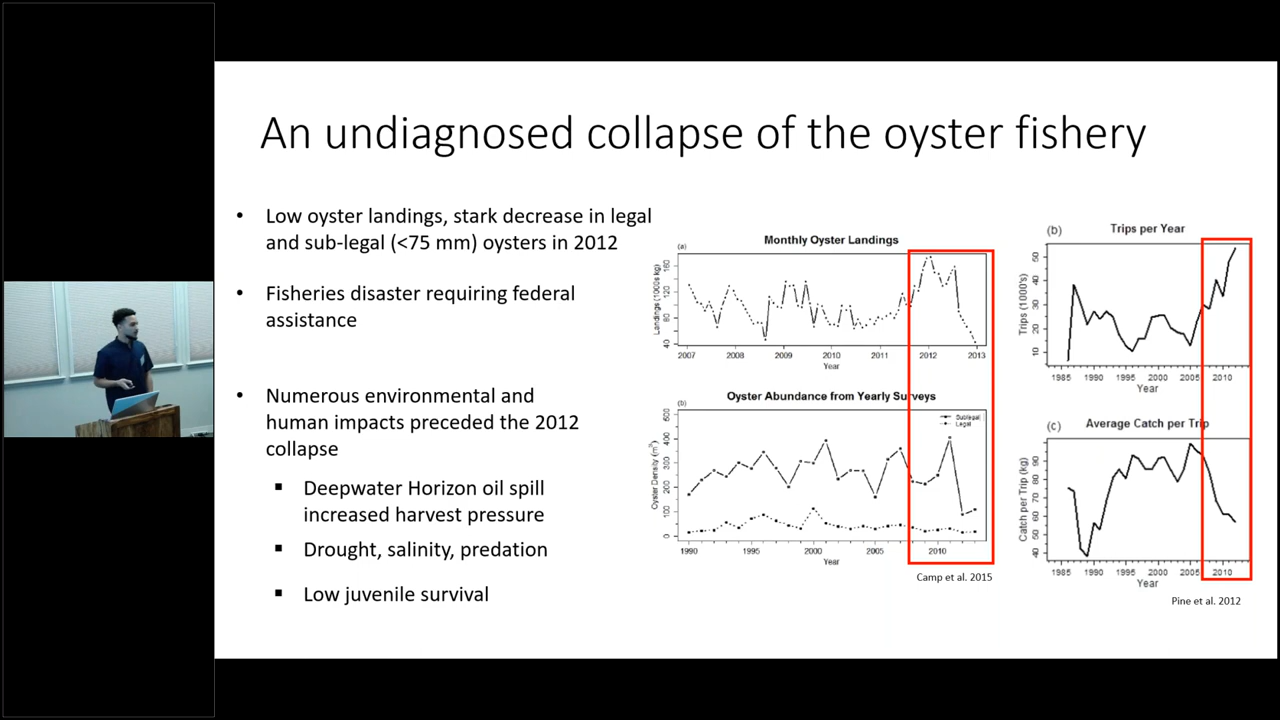 An undiagnosed collapse of the oyster fishery
• Low oyster landings, stark decrease in legal
and sub-legal (<75 mm) oysters in 2012
• Fisheries disaster requiring federal
assistance
• Numerous environmental and
human impacts preceded the 2012
collapse
▪ Deepwater Horizon oil spill
increased harvest pressure
▪ Drought, salinity, predation
▪ Low juvenile survival
(a) Monthly Oyster Landings
Landings (1000s kg)
40 80 120 160
2007 2008 2009 2010 2011 2012 2013
Year
(b) Oyster Abundance from Yearly Surveys
Sublegal
Legal
Oyster Density (m²)
0 100 200 300 400 500
1990 1995 2000 2005 2010
Year
Camp et al. 2015
(b) Trips per Year
Trips (1000's)
10 20 30 40 50
1985 1990 1995 2000 2005 2010
Year
(c) Average Catch per Trip
Catch per Trip (kg)
40 50 60 70 80 90
1985 1990 1995 2000 2005 2010
Year
Pine et al. 2012